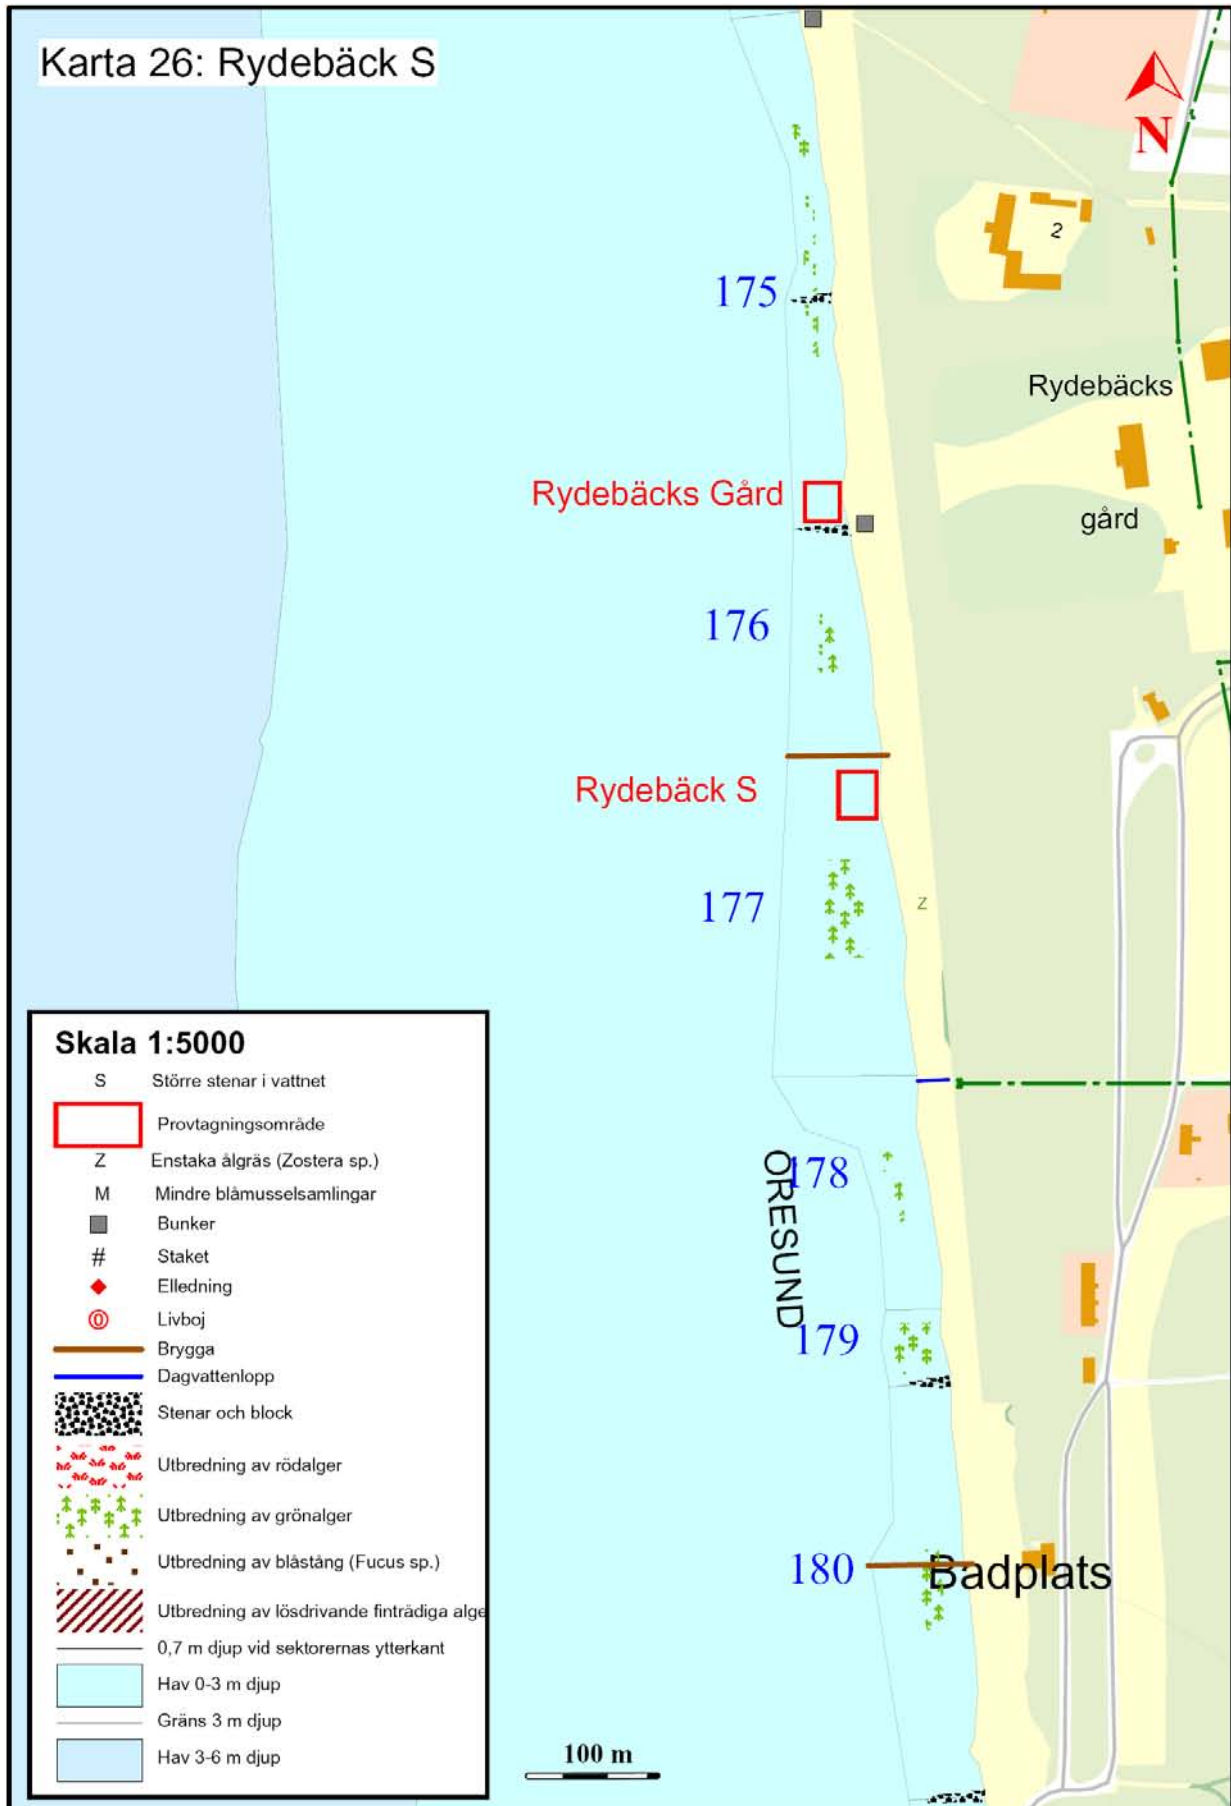 Karta 26: Rydebäck S
N
2
175
Rydebäcks
gård
Rydebäcks Gård
176
Rydebäck S
177
Z
178
ÖRESUND
179
180
Badplats
Skala 1:5000
S Större stenar i vattnet
Provtagningsområde
Z Enstaka ålgräs (Zostera sp.)
M Mindre blåmusselsamlingar
Bunker
# Staket
Elledning
Livboj
Brygga
Dagvattenlopp
Stenar och block
Utbredning av rödalger
Utbredning av grönalger
Utbredning av blåstång (Fucus sp.)
Utbredning av lösdrivande finträdiga alge
0,7 m djup vid sektorernas ytterkant
Hav 0-3 m djup
Gräns 3 m djup
Hav 3-6 m djup
100 m